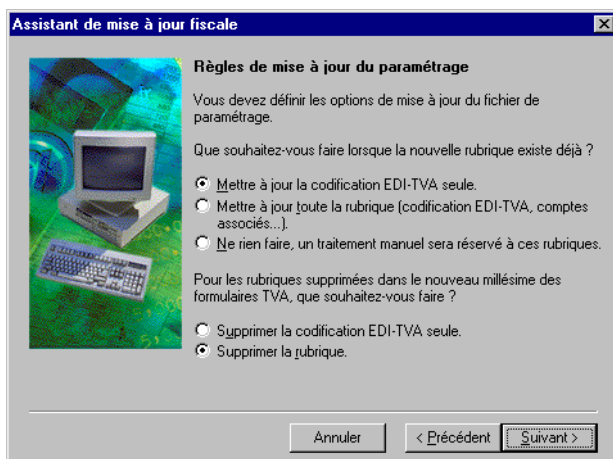 Assistant de mise à jour fiscale
Règles de mise à jour du paramétrage
Vous devez définir les options de mise à jour du fichier de
paramétrage.
Que souhaitez-vous faire lorsque la nouvelle rubrique existe déjà ?
Mettre à jour la codification EDI-TVA seule.
Mettre à jour toute la rubrique (codification EDI-TVA, comptes
associés...).
Ne rien faire, un traitement manuel sera réservé à ces rubriques.
Pour les rubriques supprimées dans le nouveau millésime des
formulaires TVA, que souhaitez-vous faire ?
Supprimer la codification EDI-TVA seule.
Supprimer la rubrique.
Annuler
< Précédent
Suivant >